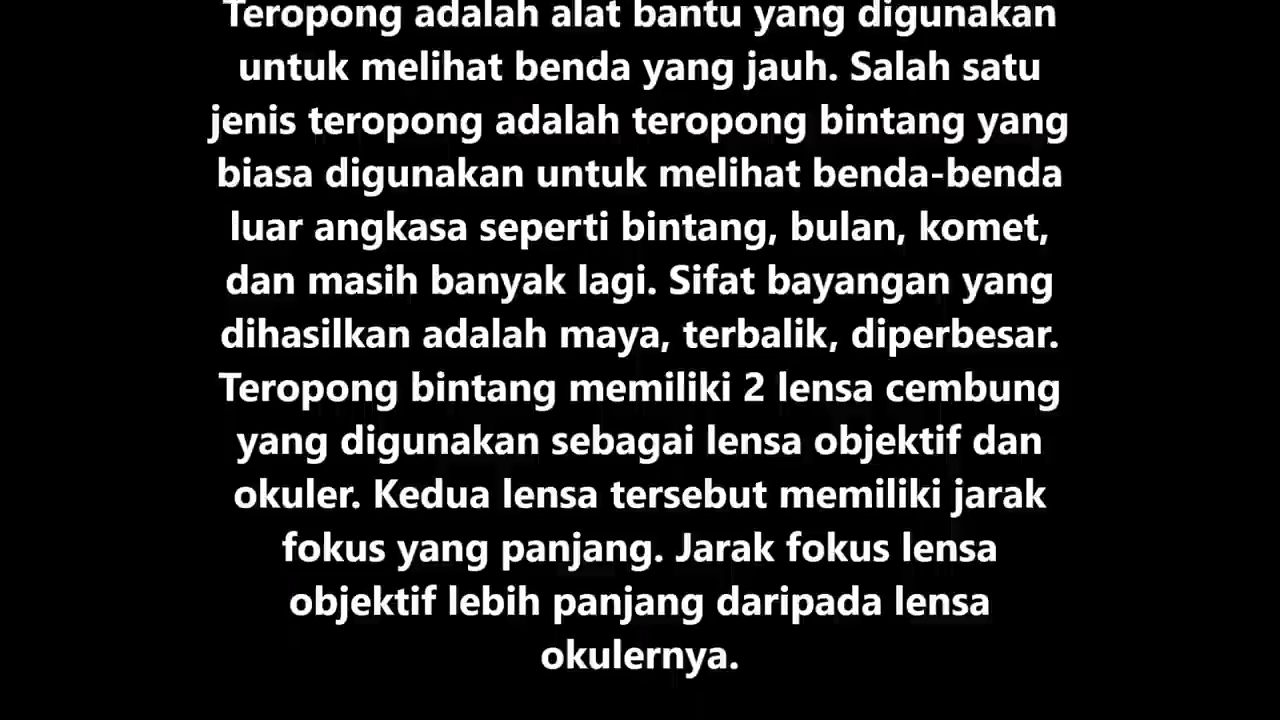 Teropong adalah alat bantu yang digunakan
untuk melihat benda yang jauh. Salah satu
jenis teropong adalah teropong bintang yang
biasa digunakan untuk melihat benda-benda
luar angkasa seperti bintang, bulan, komet,
dan masih banyak lagi. Sifat bayangan yang
dihasilkan adalah maya, terbalik, diperbesar.
Teropong bintang memiliki 2 lensa cembung
yang digunakan sebagai lensa objektif dan
okuler. Kedua lensa tersebut memiliki jarak
fokus yang panjang. Jarak fokus lensa
objektif lebih panjang daripada lensa
okulernya.